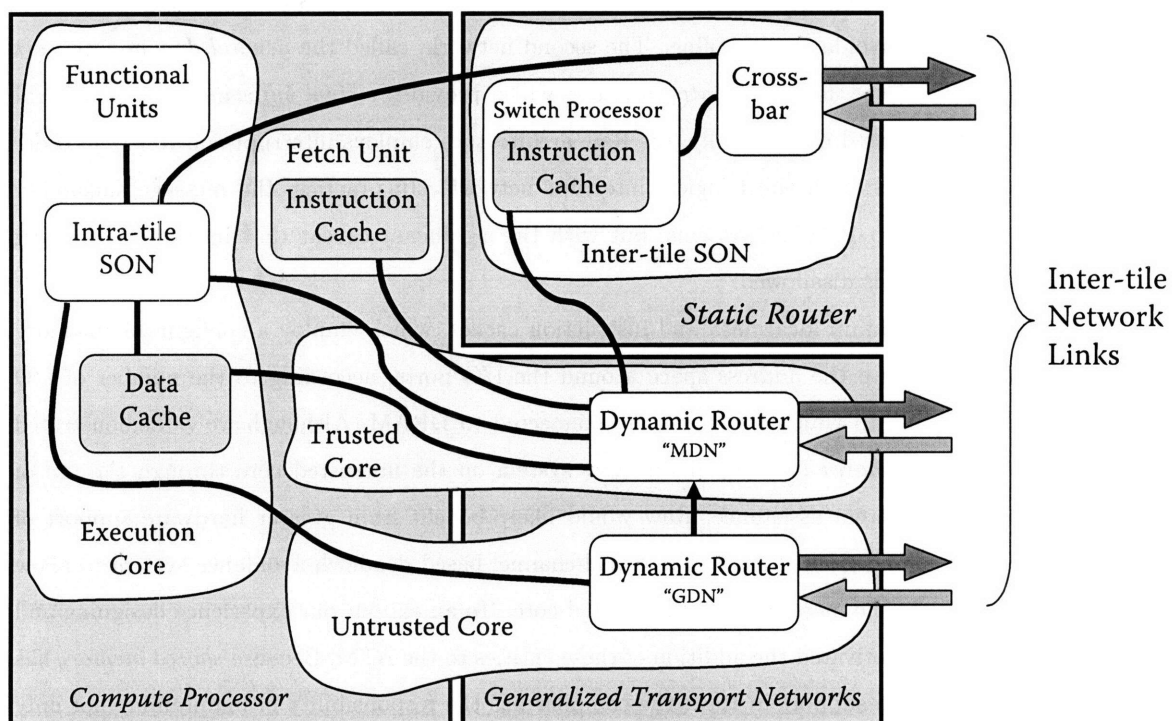 Functional
Units
Intra-tile
SON
Data
Cache
Execution
Core
Fetch Unit
Instruction
Cache
Trusted
Core
Untrusted Core
Compute Processor
Switch Processor
Instruction
Cache
Cross-
bar
Inter-tile SON
Static Router
Dynamic Router
“MDN”
Dynamic Router
“GDN”
Generalized Transport Networks
Inter-tile
Network
Links